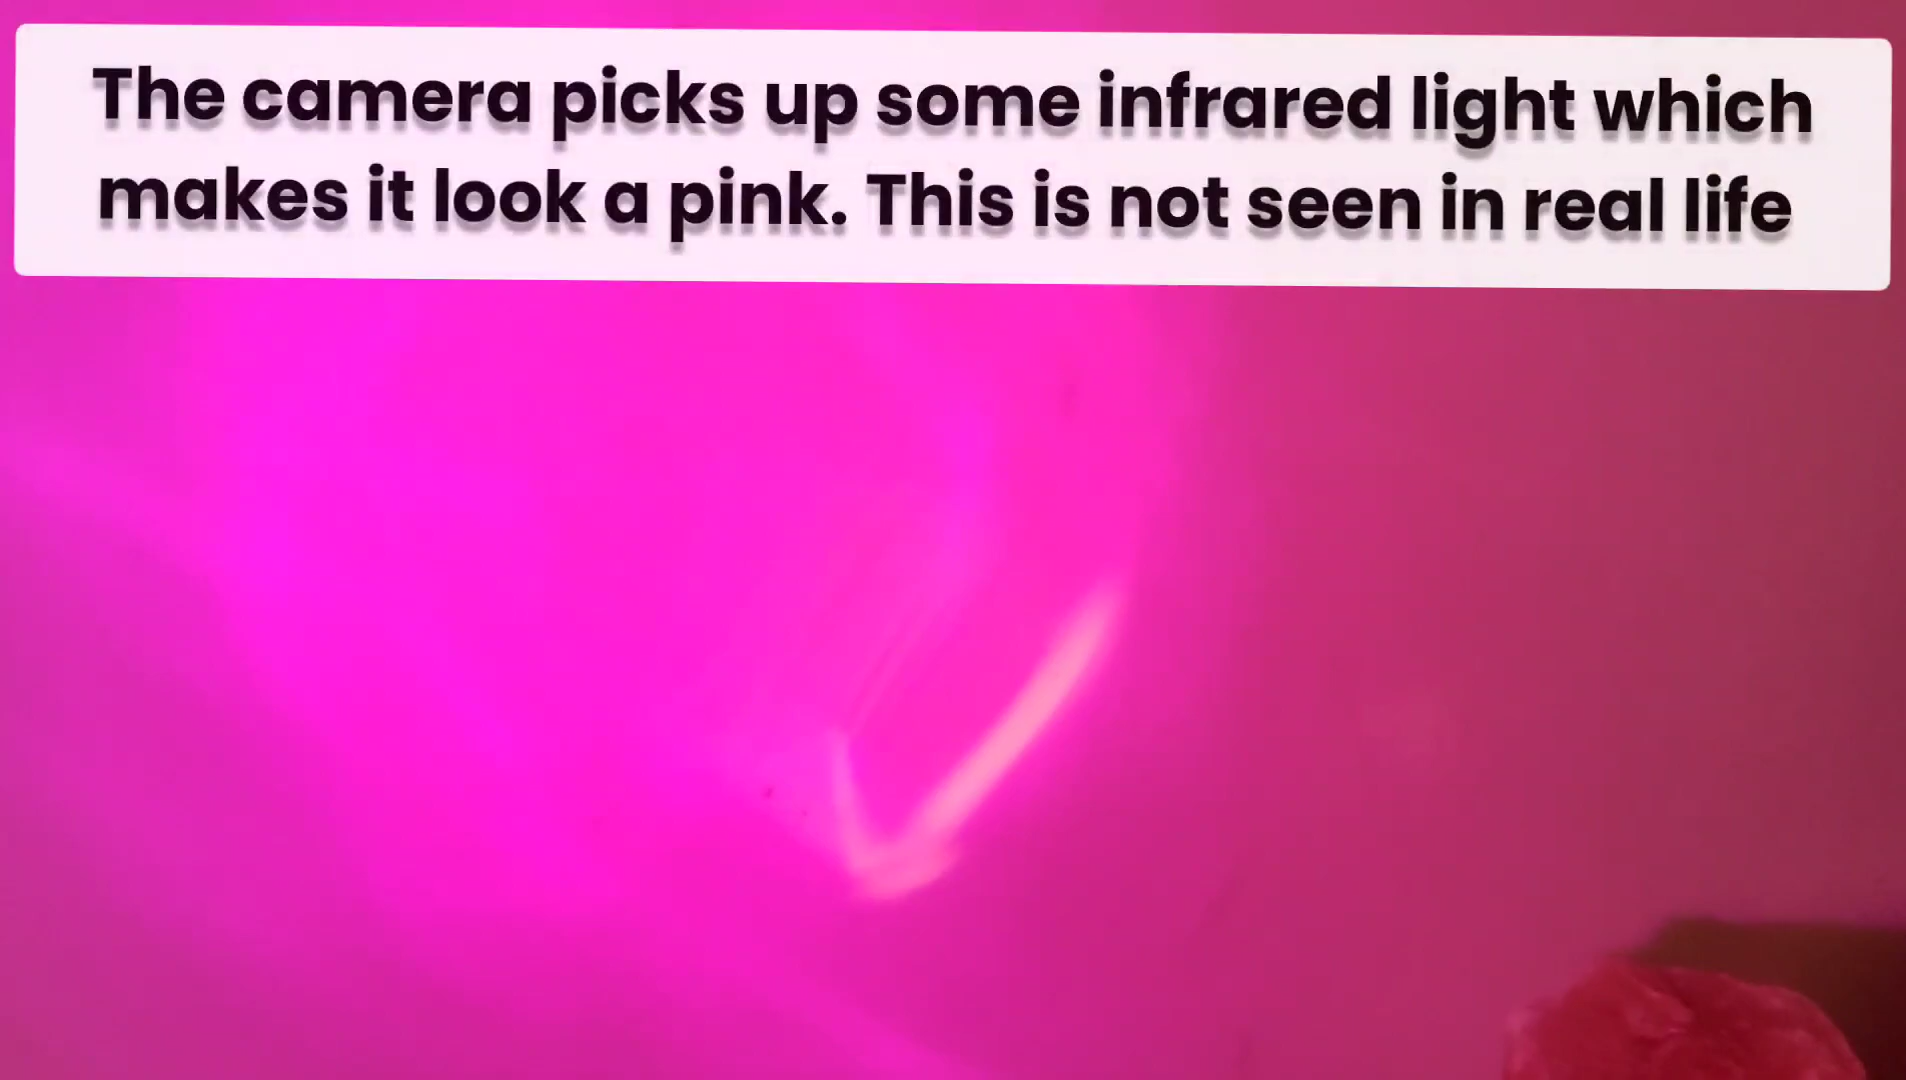 The camera picks up some infrared light which
makes it look a pink. This is not seen in real life